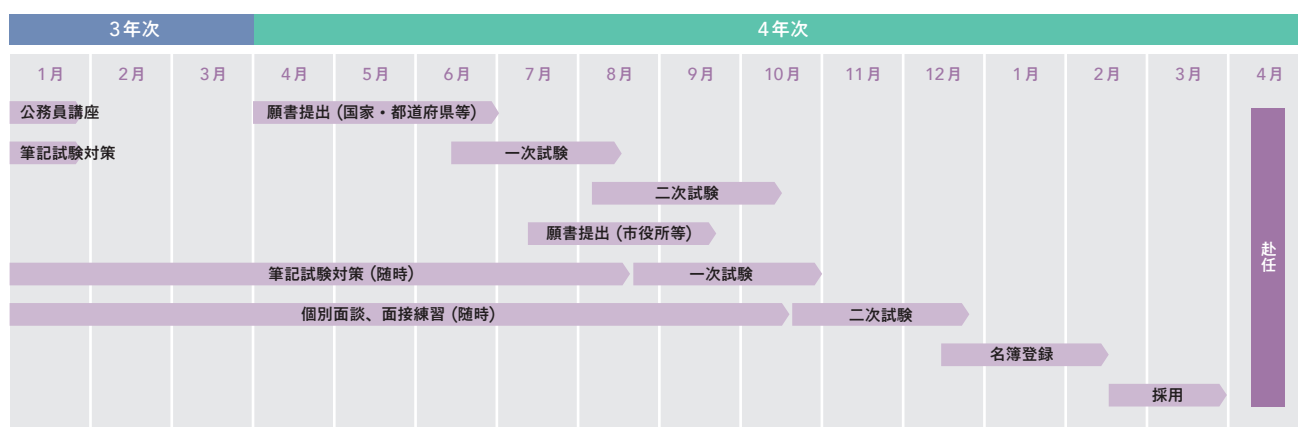 3年次 4年次
1月 2月 3月 4月 5月 6月 7月 8月 9月 10月 11月 12月 1月 2月 3月 4月
公務員講座 願書提出（国家・都道府県等）
筆記試験対策 一次試験
二次試験
願書提出（市役所等）
筆記試験対策（随時） 一次試験
個別面談、面接練習（随時） 二次試験
名簿登録
採用
赴任